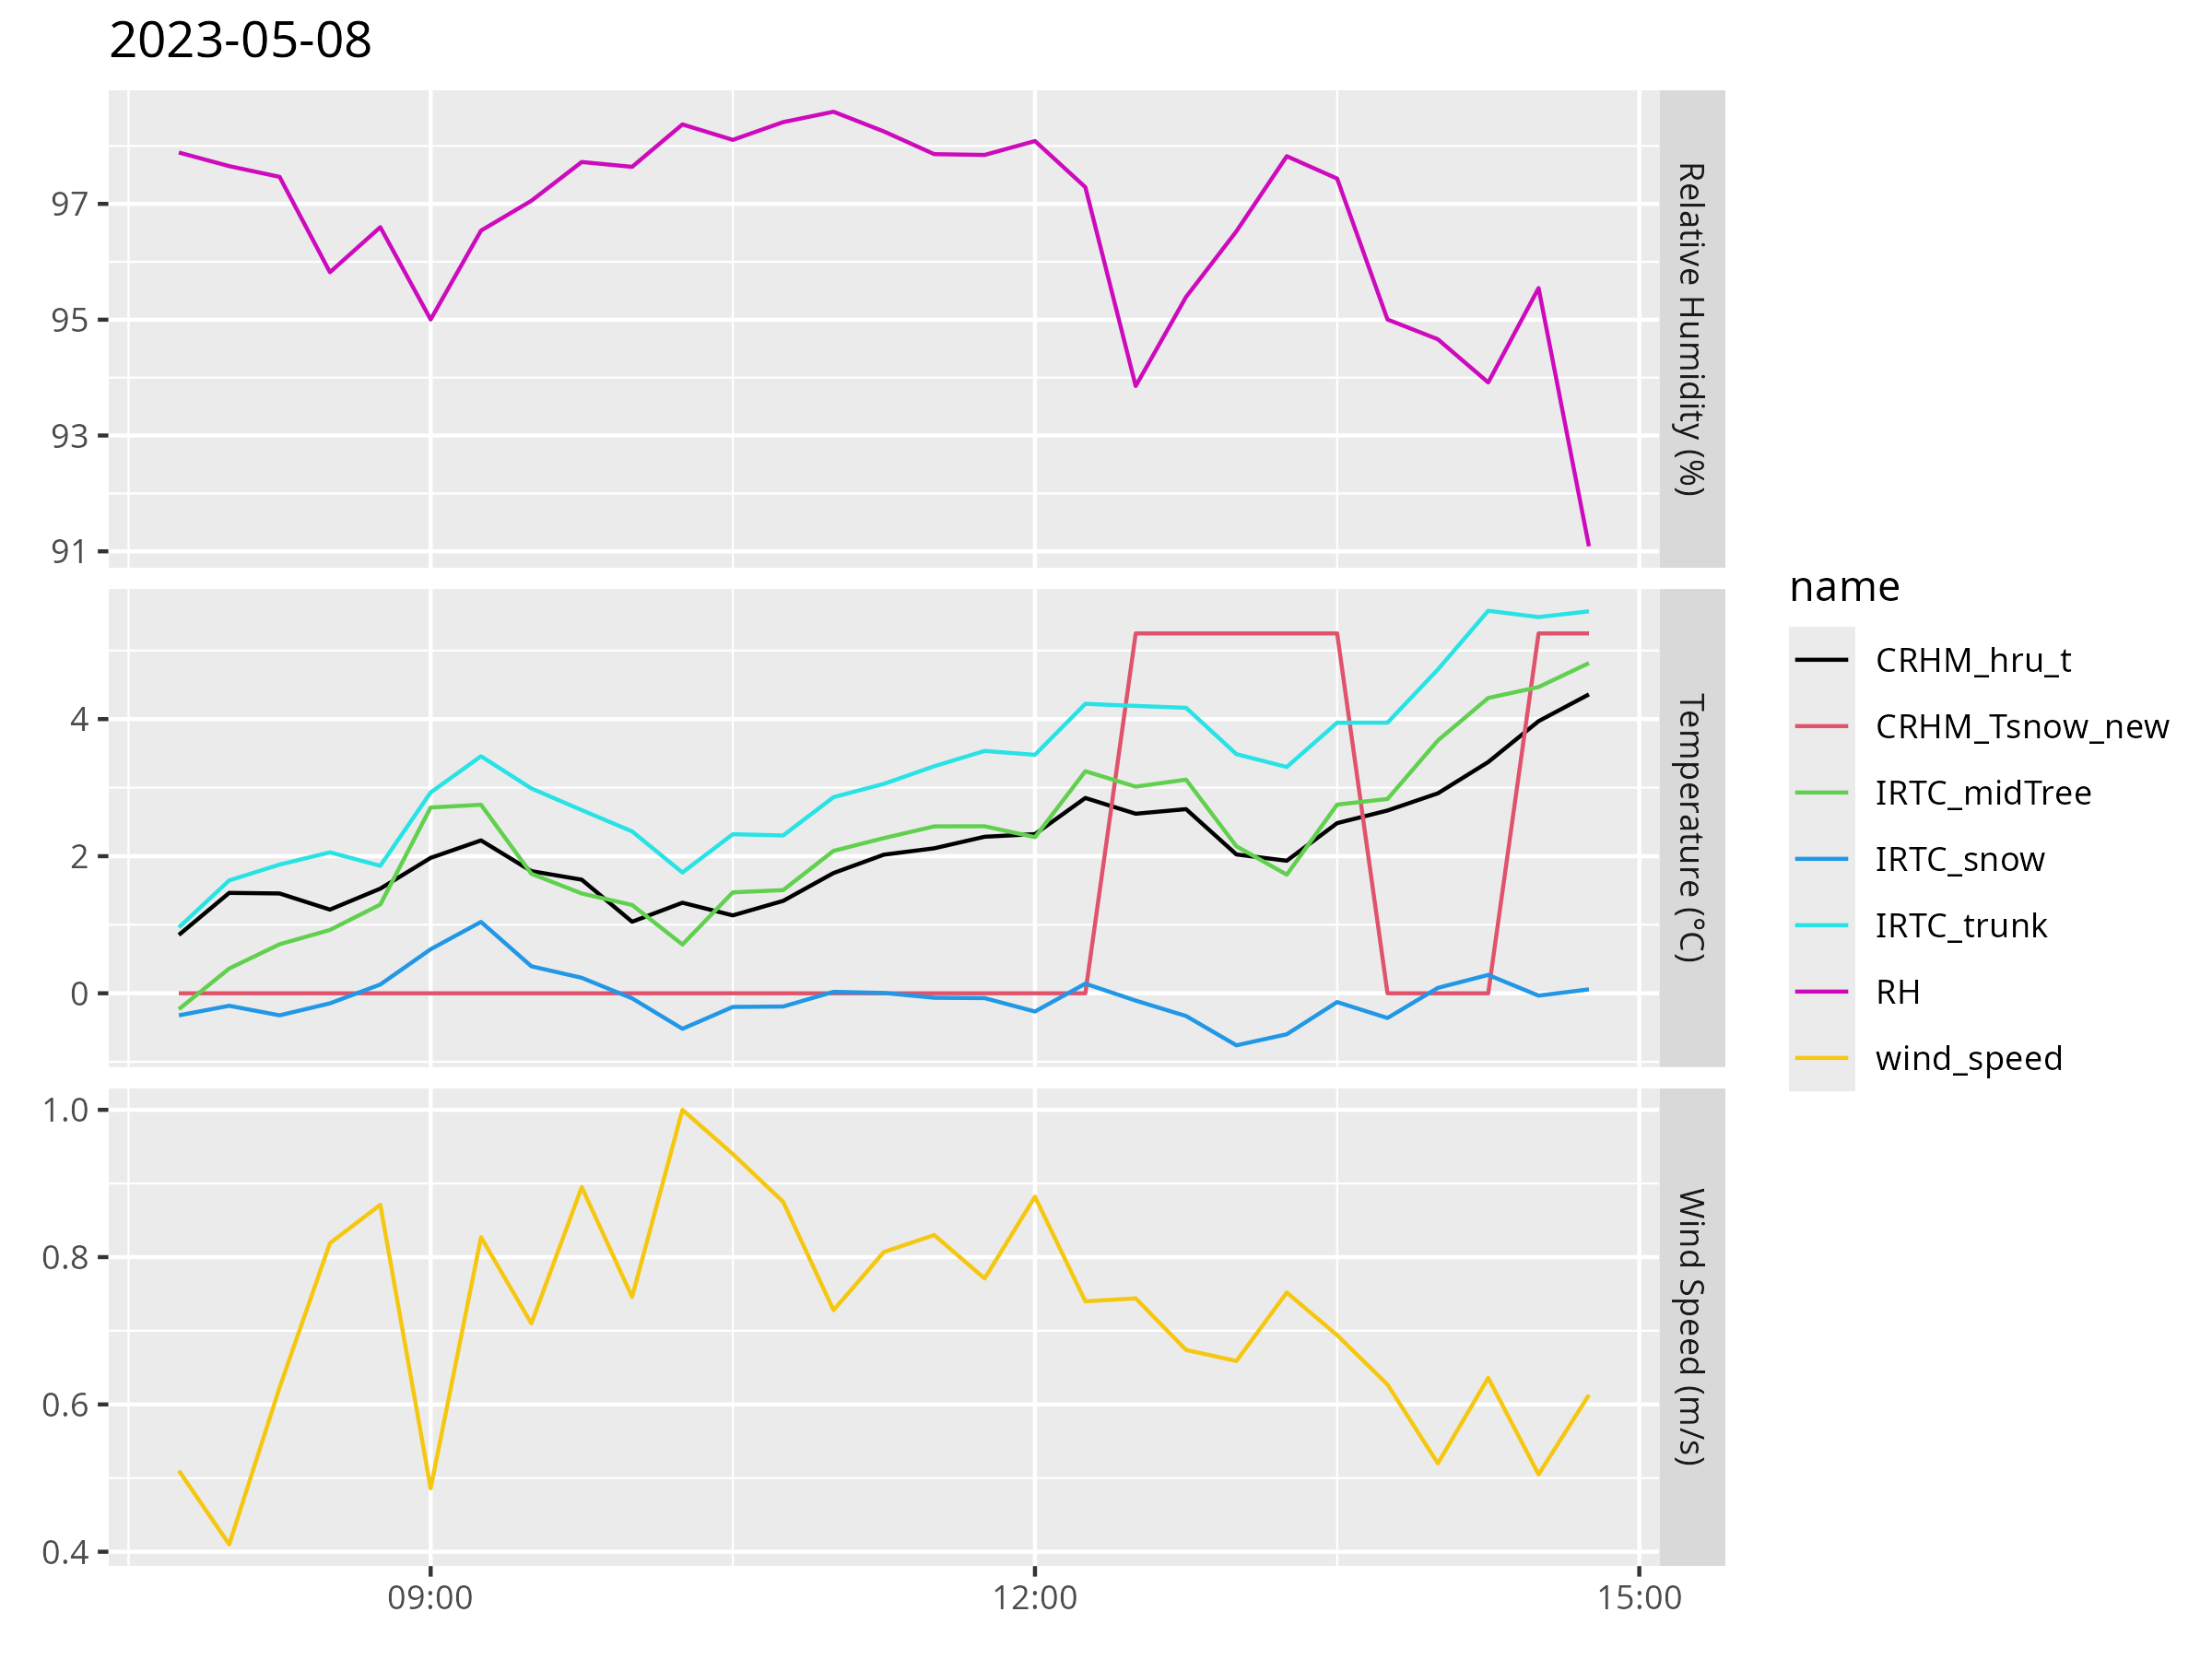 2023-05-08
97
95
93
91
Relative Humidity (%)
4
2
0
Temperature (°C)
1.0
0.8
0.6
0.4
Wind Speed (m/s)
09:00
12:00
15:00
name
CRHM_hru_t
CRHM_Tsnow_new
IRTC_midTree
IRTC_snow
IRTC_trunk
RH
wind_speed